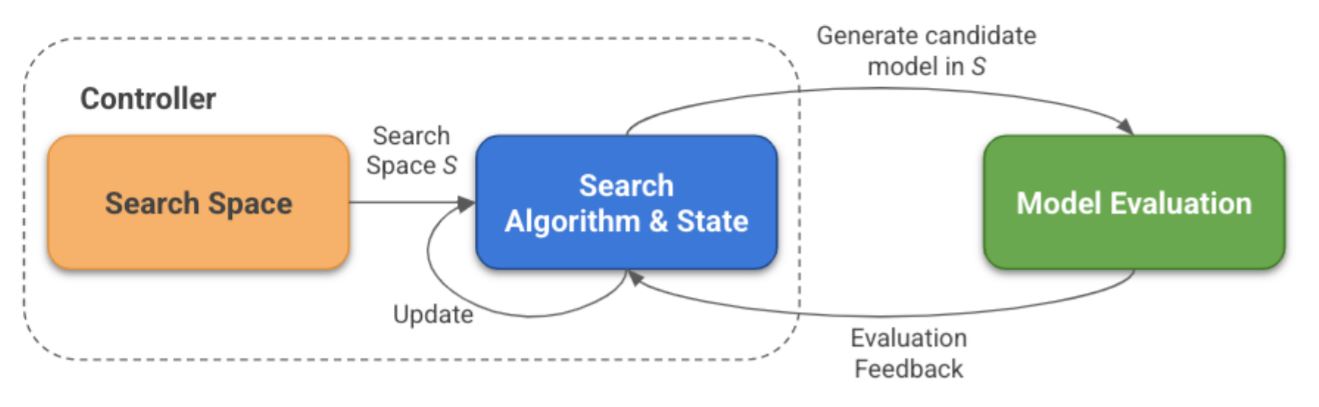 Generate candidate
model in S
Controller
Search
Space S
Search Space
Search
Algorithm & State
Model Evaluation
Update
Evaluation
Feedback